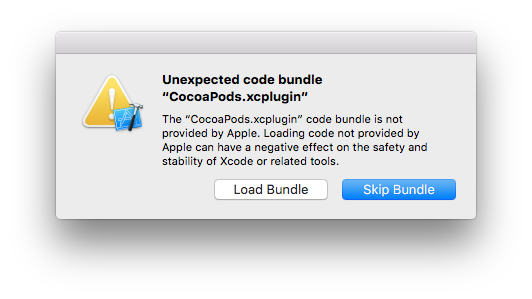 Unexpected code bundle
“CocoaPods.xcplugin”
The “CocoaPods.xcplugin” code bundle is not
provided by Apple. Loading code not provided by
Apple can have a negative effect on the safety and
stability of Xcode or related tools.
Load Bundle
Skip Bundle